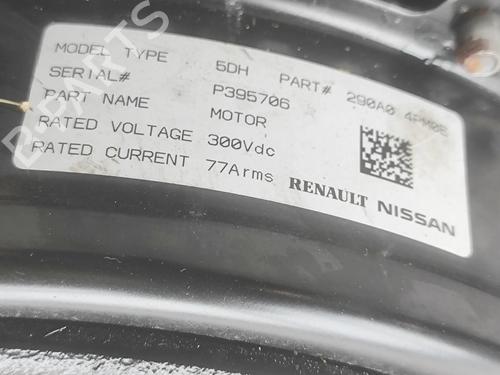 MODEL TYPE 5DH PART# 290A0 4PM0B
SERIAL# P395706
PART NAME MOTOR
RATED VOLTAGE 300Vdc
RATED CURRENT 77Arms
RENAULT NISSAN
B-PARTS